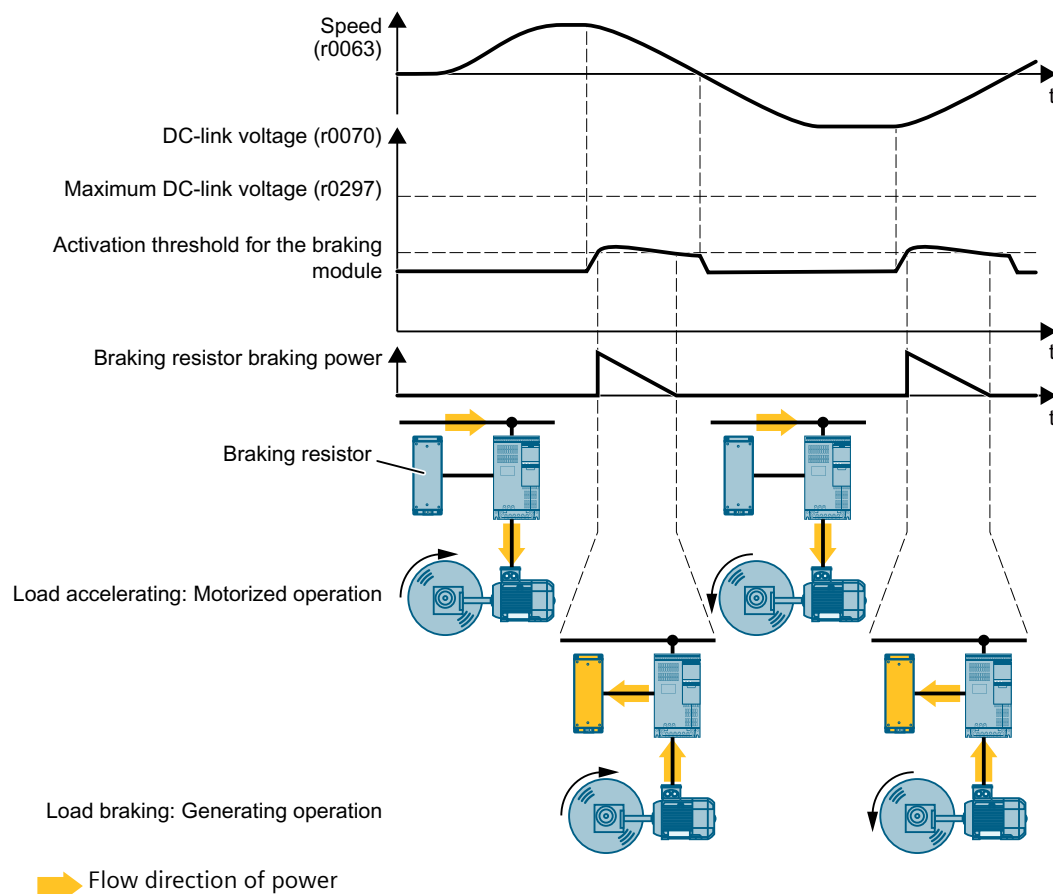 Speed
(r0063)
t
DC-link voltage (r0070)
Maximum DC-link voltage (r0297)
Activation threshold for the braking
module
t
Braking resistor braking power
t
Braking resistor
Load accelerating: Motorized operation
Load braking: Generating operation
Flow direction of power